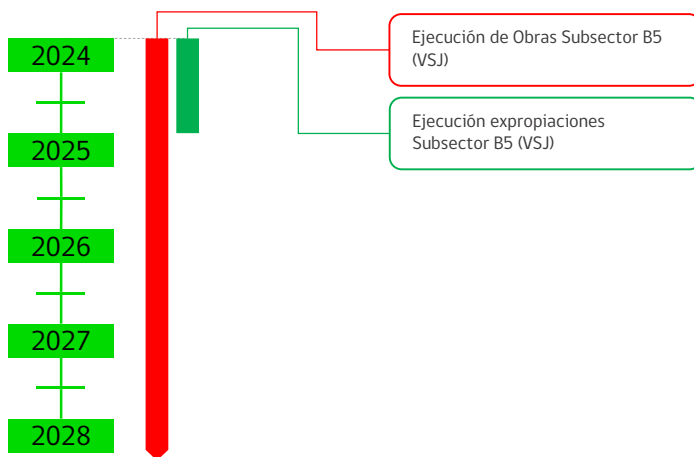 2024
2025
2026
2027
2028
Ejecución de Obras Subsector B5
(VSJ)
Ejecución expropiaciones
Subsector B5 (VSJ)